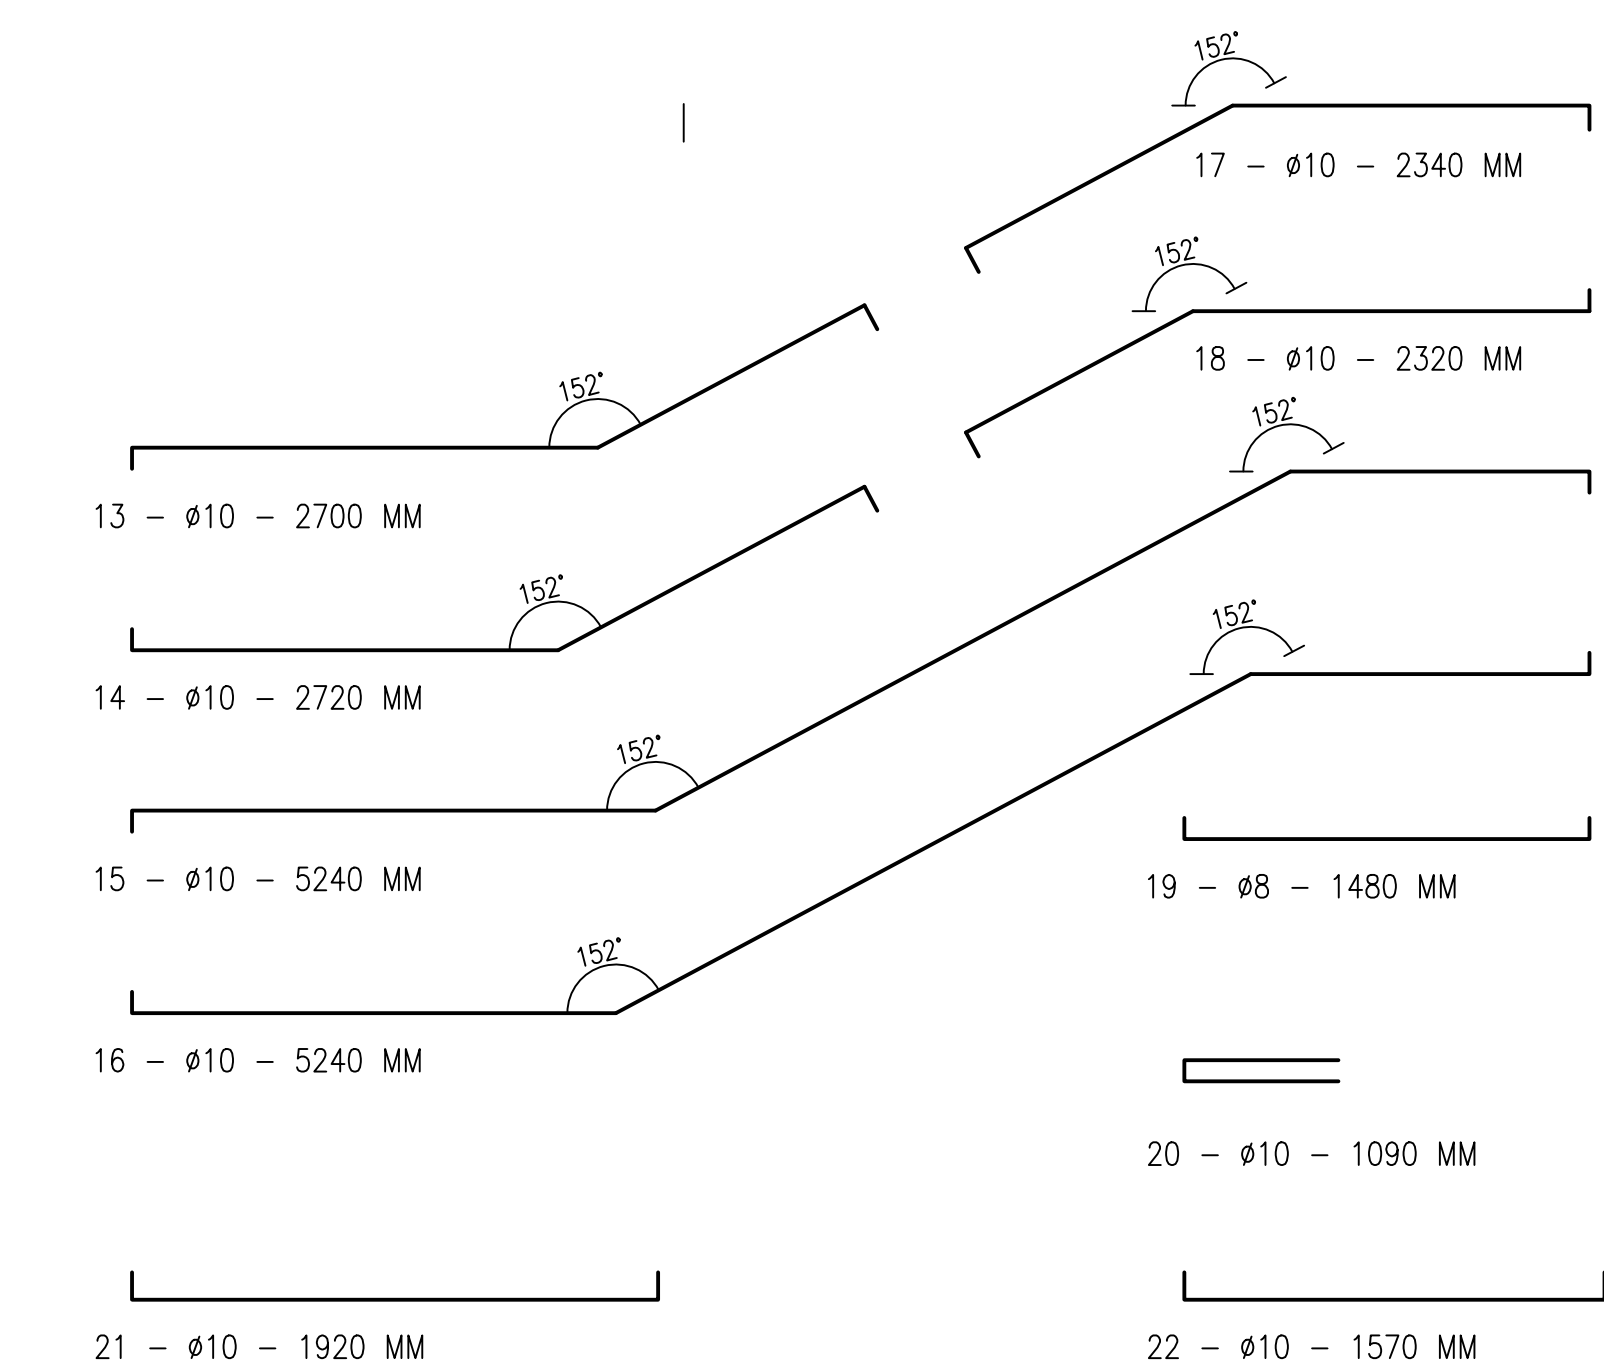 152°
17 – ø10 – 2340 MM
152°
18 – ø10 – 2320 MM
152°
152°
13 – ø10 – 2700 MM
152°
152°
14 – ø10 – 2720 MM
152°
15 – ø10 – 5240 MM
19 – ø8 – 1480 MM
152°
16 – ø10 – 5240 MM
20 – ø10 – 1090 MM
21 – ø10 – 1920 MM
22 – ø10 – 1570 MM